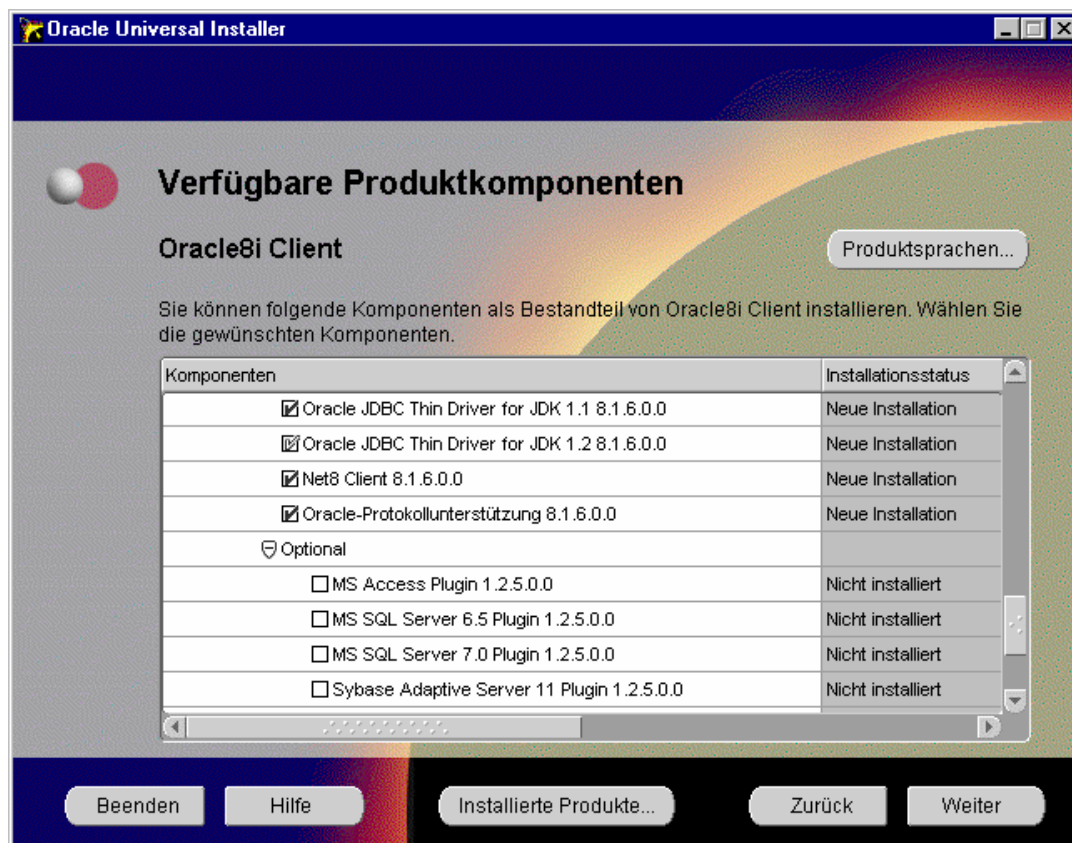 Oracle Universal Installer
Verfügbare Produktkomponenten
Oracle8i Client
Produktsprachen...
Sie können folgende Komponenten als Bestandteil von Oracle8i Client installieren. Wählen Sie
die gewünschten Komponenten.
Komponenten Installationsstatus
Oracle JDBC Thin Driver for JDK 1.1 8.1.6.0.0 Neue Installation
Oracle JDBC Thin Driver for JDK 1.2 8.1.6.0.0 Neue Installation
Net8 Client 8.1.6.0.0 Neue Installation
Oracle-Protokollunterstützung 8.1.6.0.0 Neue Installation
Optional
MS Access Plugin 1.2.5.0.0 Nicht installiert
MS SQL Server 6.5 Plugin 1.2.5.0.0 Nicht installiert
MS SQL Server 7.0 Plugin 1.2.5.0.0 Nicht installiert
Sybase Adaptive Server 11 Plugin 1.2.5.0.0 Nicht installiert
Beenden Hilfe Installierte Produkte... Zurück Weiter